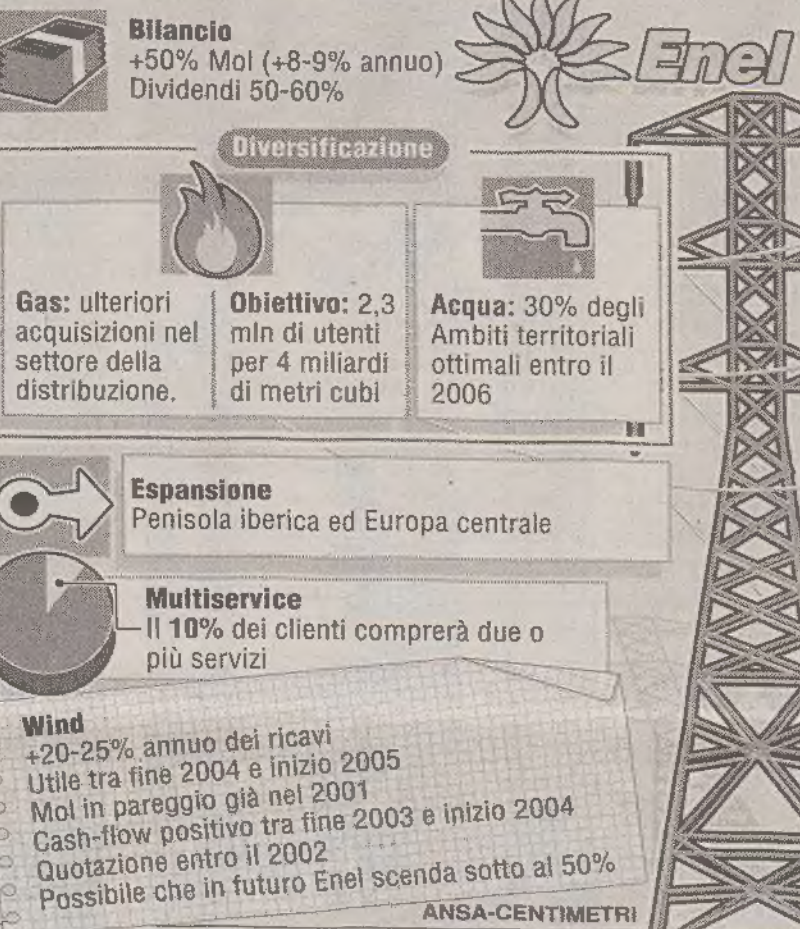 Bilancio
+50% Mol (+8-9% annuo)
Dividendi 50-60%
Enel
Diversificazione
Gas: ulteriori
acquisizioni nel
settore della
distribuzione.
Obiettivo: 2,3
mln di utenti
per 4 miliardi
di metri cubi
Acqua: 30% degli
Ambiti territoriali
ottimali entro il
2006
Espansione
Penisola iberica ed Europa centrale
Multiservice
Il 10% dei clienti comprerà due o
più servizi
Wind
+20-25% annuo dei ricavi
Utile tra fine 2004 e inizio 2005
Mol in pareggio già nel 2001
Cash-flow positivo tra fine 2003 e inizio 2004
Quotazione entro il 2002
Possibile che in futuro Enel scenda sotto al 50%
ANSA-CENTIMETRI